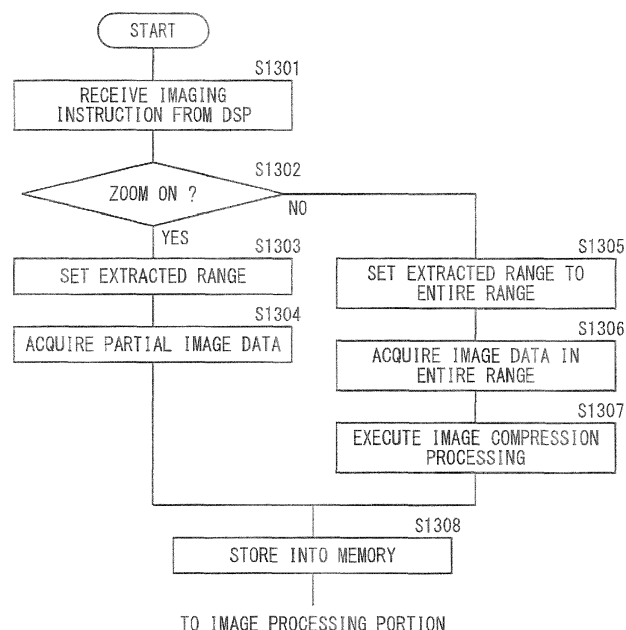 START
S1301
RECEIVE IMAGING
INSTRUCTION FROM DSP
S1302
ZOOM ON ?
NO
YES
S1303
SET EXTRACTED RANGE
S1304
ACQUIRE PARTIAL IMAGE DATA
S1305
SET EXTRACTED RANGE TO
ENTIRE RANGE
S1306
ACQUIRE IMAGE DATA IN
ENTIRE RANGE
S1307
EXECUTE IMAGE COMPRESSION
PROCESSING
S1308
STORE INTO MEMORY
TO IMAGE PROCESSING PORTION